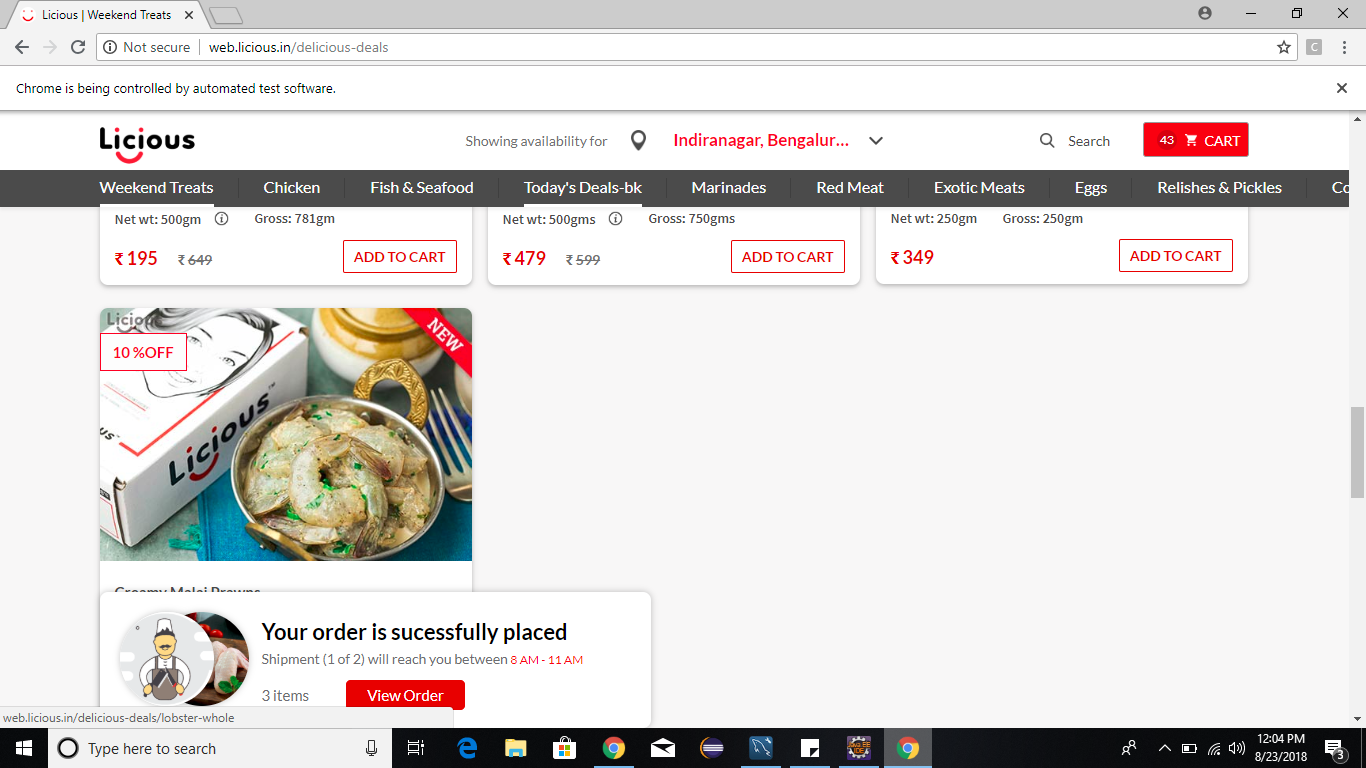 Licious | Weekend Treats
Not secure web.licious.in/delicious-deals
C
Chrome is being controlled by automated test software.
Licious
Showing availability for Indiranagar, Bengalur... Search 43 CART
Weekend Treats Chicken Fish & Seafood Today's Deals-bk Marinades Red Meat Exotic Meats Eggs Relishes & Pickles Co
Net wt: 500gm Gross: 781gm
₹ 195 ₹ 649 ADD TO CART
Net wt: 500gms Gross: 750gms
₹ 479 ₹ 599 ADD TO CART
Net wt: 250gm Gross: 250gm
₹ 349 ADD TO CART
Licious
NEW
10 %OFF
Licious™
Creamy Malai Prawns
Your order is sucessfully placed
Shipment (1 of 2) will reach you between 8 AM - 11 AM
3 items View Order
web.licious.in/delicious-deals/lobster-whole
Type here to search
12:04 PM
8/23/2018
3